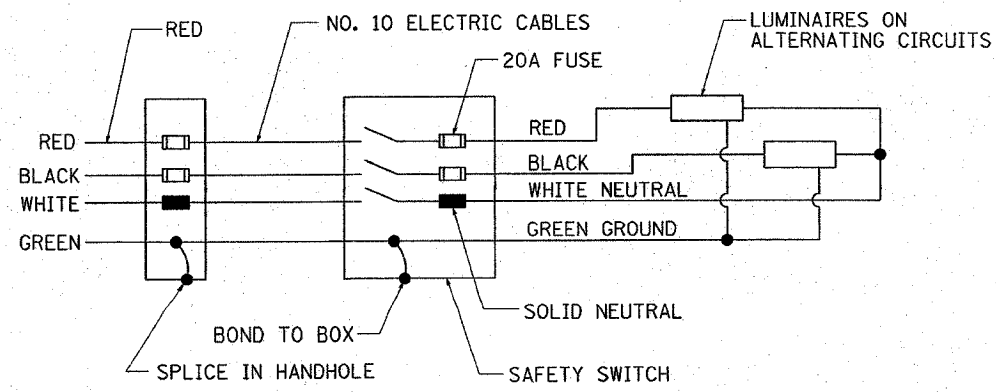 RED
NO. 10 ELECTRIC CABLES
LUMINAIRES ON
ALTERNATING CIRCUITS
20A FUSE
RED
RED
BLACK
BLACK
WHITE
WHITE NEUTRAL
GREEN
GREEN GROUND
SOLID NEUTRAL
BOND TO BOX
SPLICE IN HANDHOLE
SAFETY SWITCH